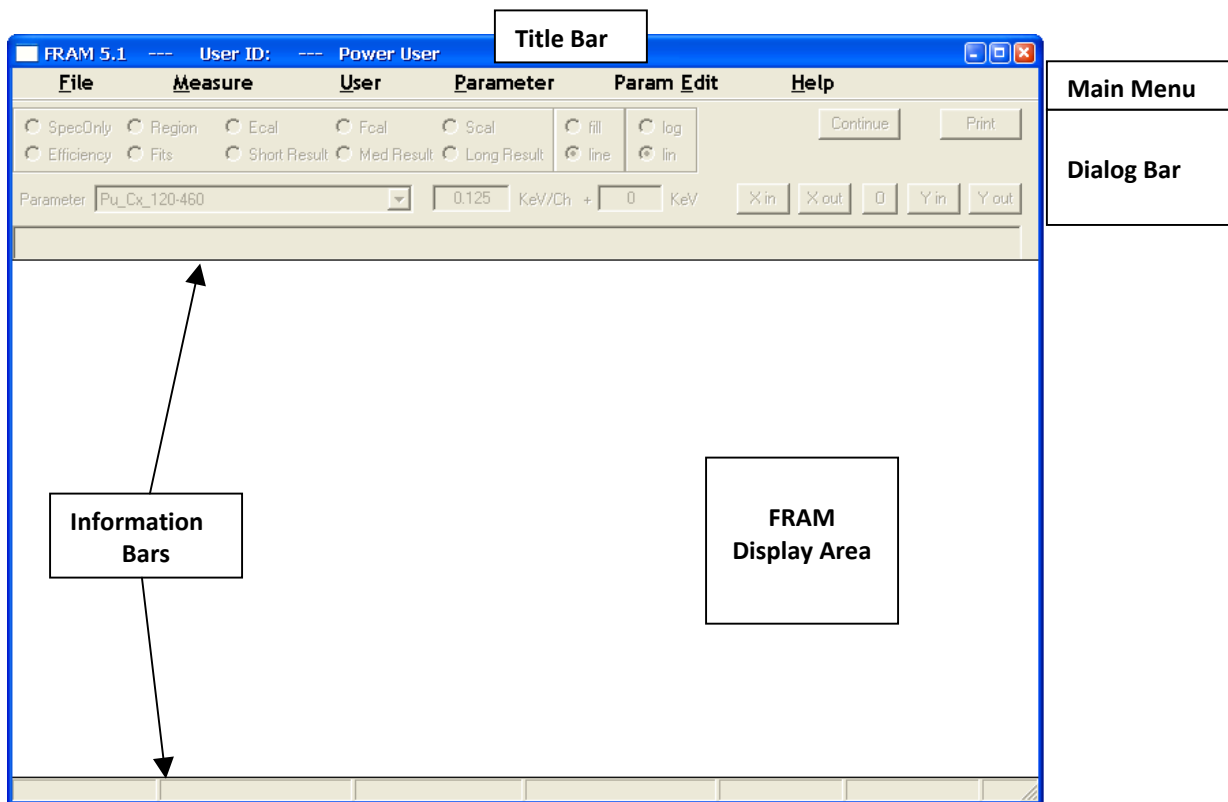 Title Bar
FRAM 5.1 --- User ID: --- Power User
File Measure User Parameter Param Edit Help
Main Menu
SpecOnly Region Ecal Fcal Scal fill log Continue Print
Efficiency Fits Short Result Med Result Long Result line lin
Dialog Bar
Parameter Pu_Cx_120-460 0.125 KeV/Ch + 0 KeV X in X out 0 Y in Y out
Information
Bars
FRAM
Display Area